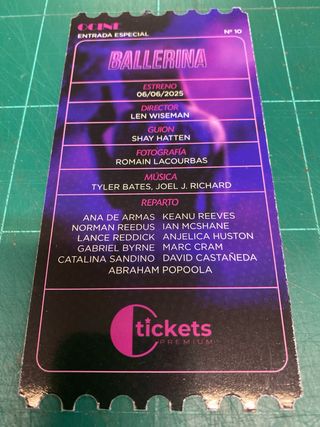 OCINE
ENTRADA ESPECIAL
Nº 10
BALLERINA
ESTRENO
06/06/2025
DIRECTOR
LEN WISEMAN
GUION
SHAY HATTEN
FOTOGRAFÍA
ROMAIN LACOURBAS
MÚSICA
TYLER BATES, JOEL J. RICHARD
REPARTO
ANA DE ARMAS KEANU REEVES
NORMAN REEDUS IAN MCSHANE
LANCE REDDICK ANJELICA HUSTON
GABRIEL BYRNE MARC CRAM
CATALINA SANDINO DAVID CASTAÑEDA
ABRAHAM POPOOLA
tickets
PREMIUM